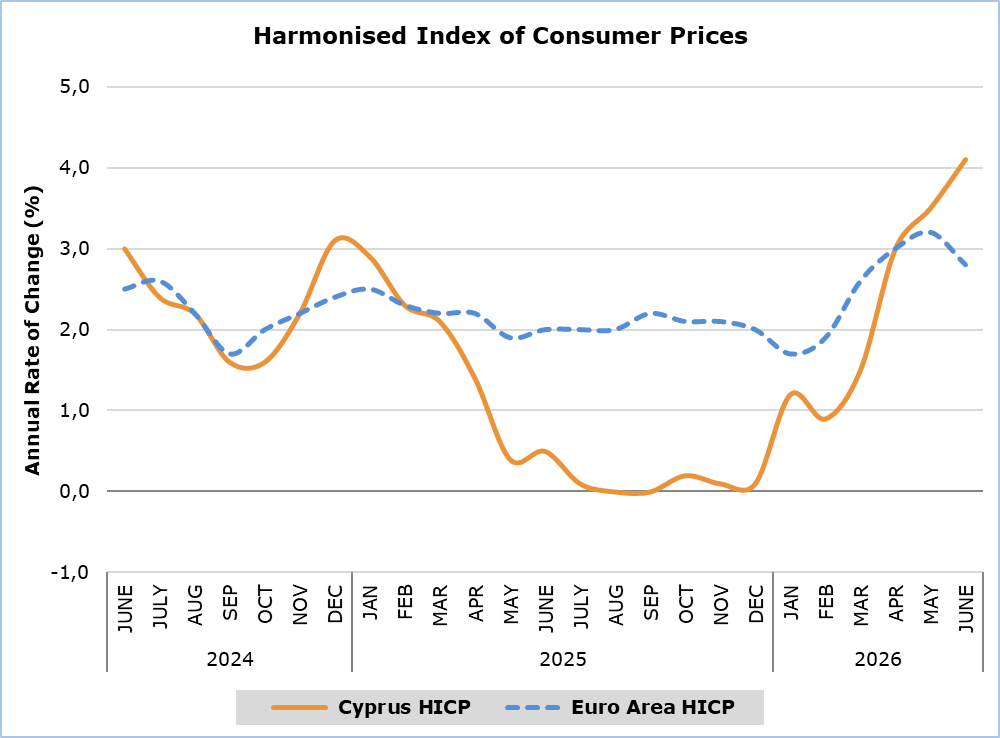 Harmonised Index of Consumer Prices
Annual Rate of Change (%)
5,0
4,0
3,0
2,0
1,0
0,0
-1,0
JUNE JULY AUG SEP OCT NOV DEC JAN FEB MAR APR MAY JUNE JULY AUG SEP OCT NOV DEC JAN FEB MAR APR MAY JUNE
2024 2025 2026
Cyprus HICP Euro Area HICP